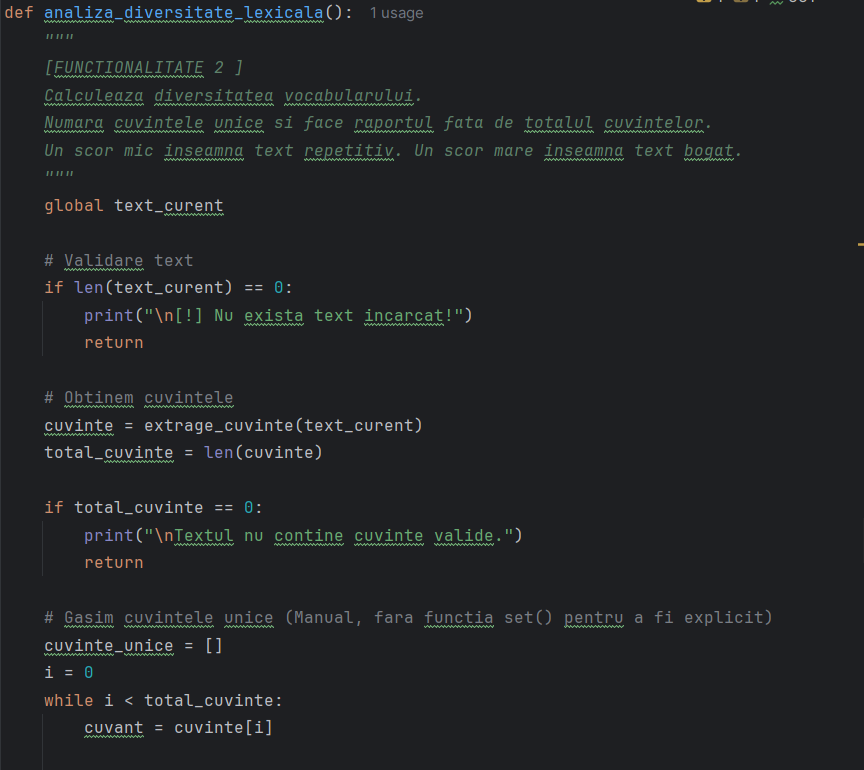 def analiza_diversitate_lexicala(): 1 usage
"""
[FUNCTIONALITATE 2 ]
Calculeaza diversitatea vocabularului.
Numara cuvintele unice si face raportul fata de totalul cuvintelor.
Un scor mic inseamna text repetitiv. Un scor mare inseamna text bogat.
"""
global text_curent
# Validare text
if len(text_curent) == 0:
print("\n[!] Nu exista text incarcat!")
return
# Obtinem cuvintele
cuvinte = extrage_cuvinte(text_curent)
total_cuvinte = len(cuvinte)
if total_cuvinte == 0:
print("\nTextul nu contine cuvinte valide.")
return
# Gasim cuvintele unice (Manual, fara functia set() pentru a fi explicit)
cuvinte_unice = []
i = 0
while i < total_cuvinte:
cuvant = cuvinte[i]